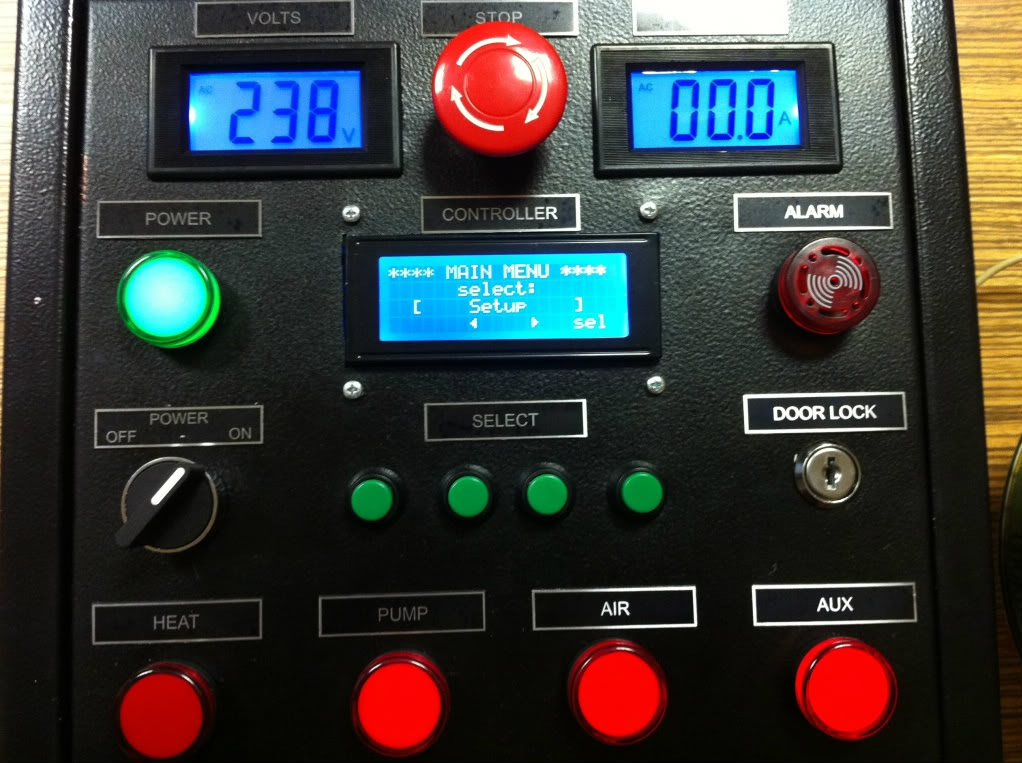 VOLTS
STOP
AC 238 V
AC 00.0 A
POWER
CONTROLLER
ALARM
**** MAIN MENU ****
select:
[ Setup ]
◂ ▸ sel
POWER
OFF - ON
SELECT
DOOR LOCK
HEAT
PUMP
AIR
AUX